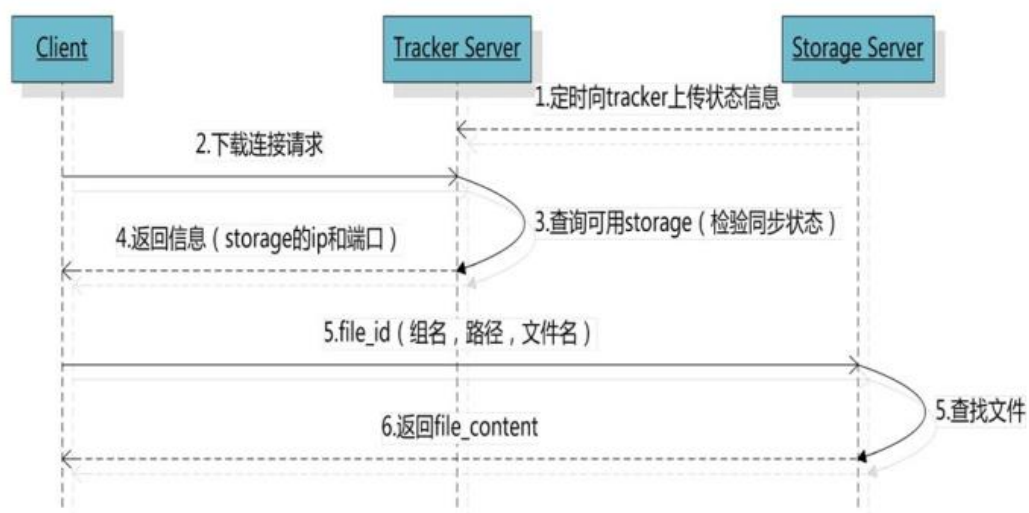 Client
Tracker Server
Storage Server
1.定时向tracker上传状态信息
2.下载连接请求
3.查询可用storage（检验同步状态）
4.返回信息（storage的ip和端口）
5.file_id（组名，路径，文件名）
5.查找文件
6.返回file_content